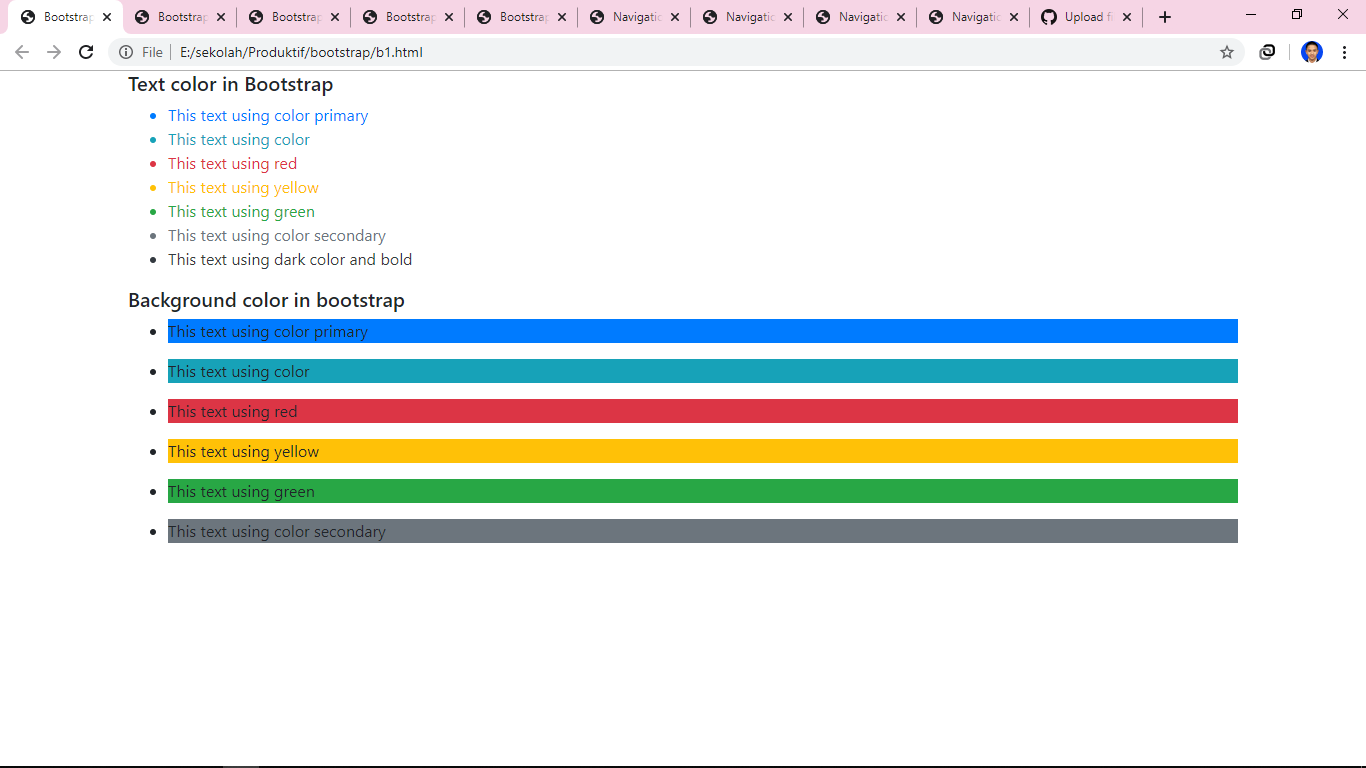 Bootstrap
Bootstrap
Bootstrap
Bootstrap
Bootstrap
Navigatic
Navigatic
Navigatic
Navigatic
Upload fi
File
E:/sekolah/Produktif/bootstrap/b1.html
Text color in Bootstrap
This text using color primary
This text using color
This text using red
This text using yellow
This text using green
This text using color secondary
This text using dark color and bold
Background color in bootstrap
This text using color primary
This text using color
This text using red
This text using yellow
This text using green
This text using color secondary